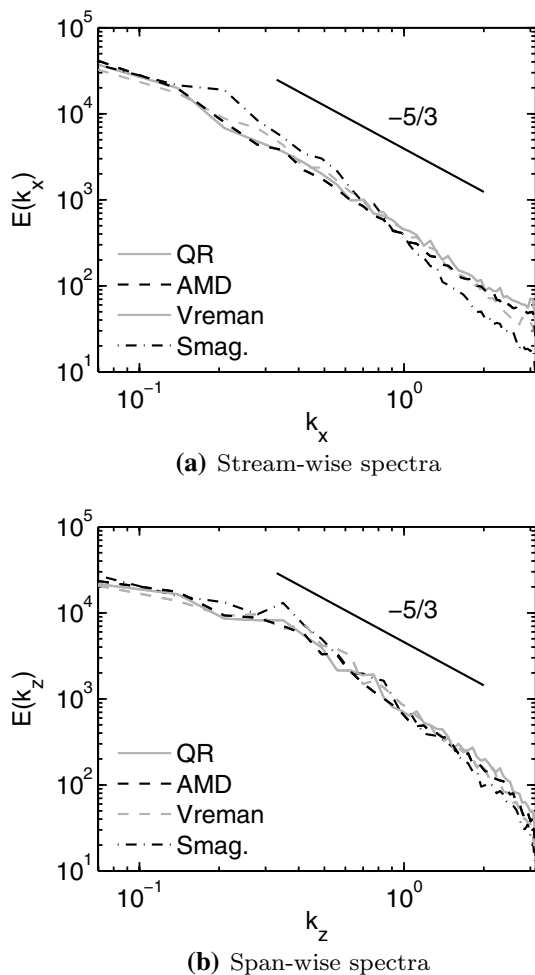 10^5
10^4
10^3
10^2
10^1
E(k_x)
−5/3
QR
AMD
Vreman
Smag.
10^−1
10^0
k_x
(a) Stream-wise spectra
10^5
10^4
10^3
10^2
10^1
E(k_z)
−5/3
QR
AMD
Vreman
Smag.
10^−1
10^0
k_z
(b) Span-wise spectra